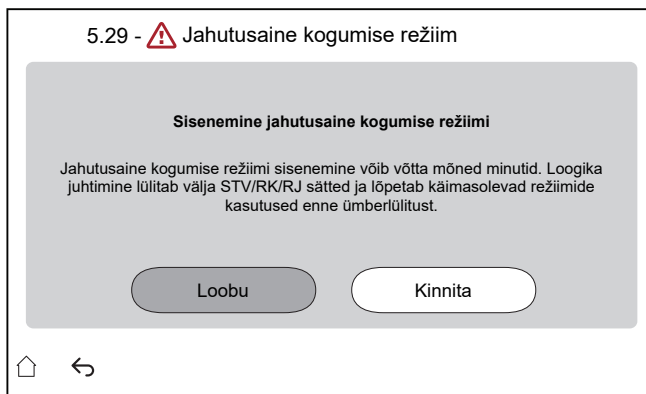 5.29 - Jahutusaine kogumise režiim
Sisenemine jahutusaine kogumise režiimi
Jahutusaine kogumise režiimi sisenemine võib võtta mõned minutid. Loogika
juhtimine lülitab välja STV/RK/RJ sätted ja lõpetab käimasolevad režiimide
kasutused enne ümberlülitust.
Loobu
Kinnita